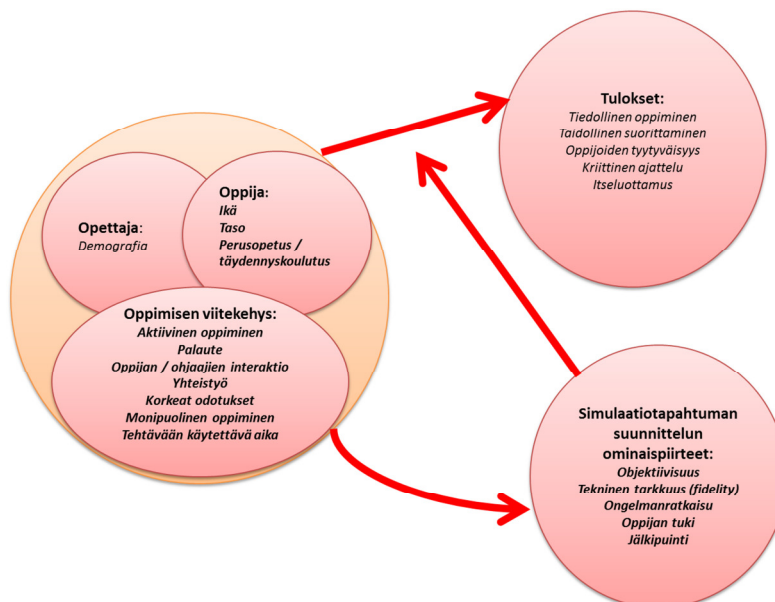 Opettaja:
Demografia
Oppija:
Ikä
Taso
Perusopetus /
täydennyskoulutus
Oppimisen viitekehys:
Aktiivinen oppiminen
Palaute
Oppijan / ohjaajien interaktio
Yhteistyö
Korkeat odotukset
Monipuolinen oppiminen
Tehtävään käytettävä aika
Tulokset:
Tiedollinen oppiminen
Taidollinen suorittaminen
Oppijoiden tyytyväisyys
Kriittinen ajattelu
Itseluottamus
Simulaatiotapahtuman
suunnittelun
ominaispiirteet:
Objektiivisuus
Tekninen tarkkuus (fidelity)
Ongelmanratkaisu
Oppijan tuki
Jälkipuinti